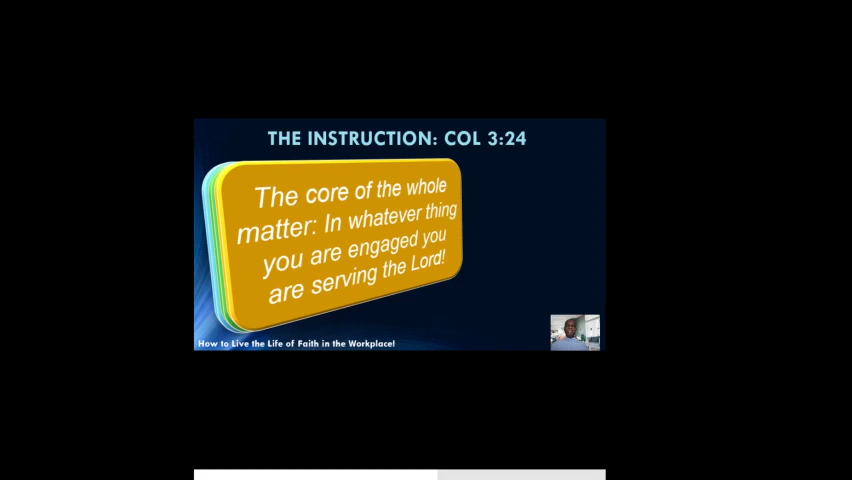 THE INSTRUCTION: COL 3:24
The core of the whole
matter: In whatever thing
you are engaged you
are serving the Lord!
How to Live the Life of Faith in the Workplace!